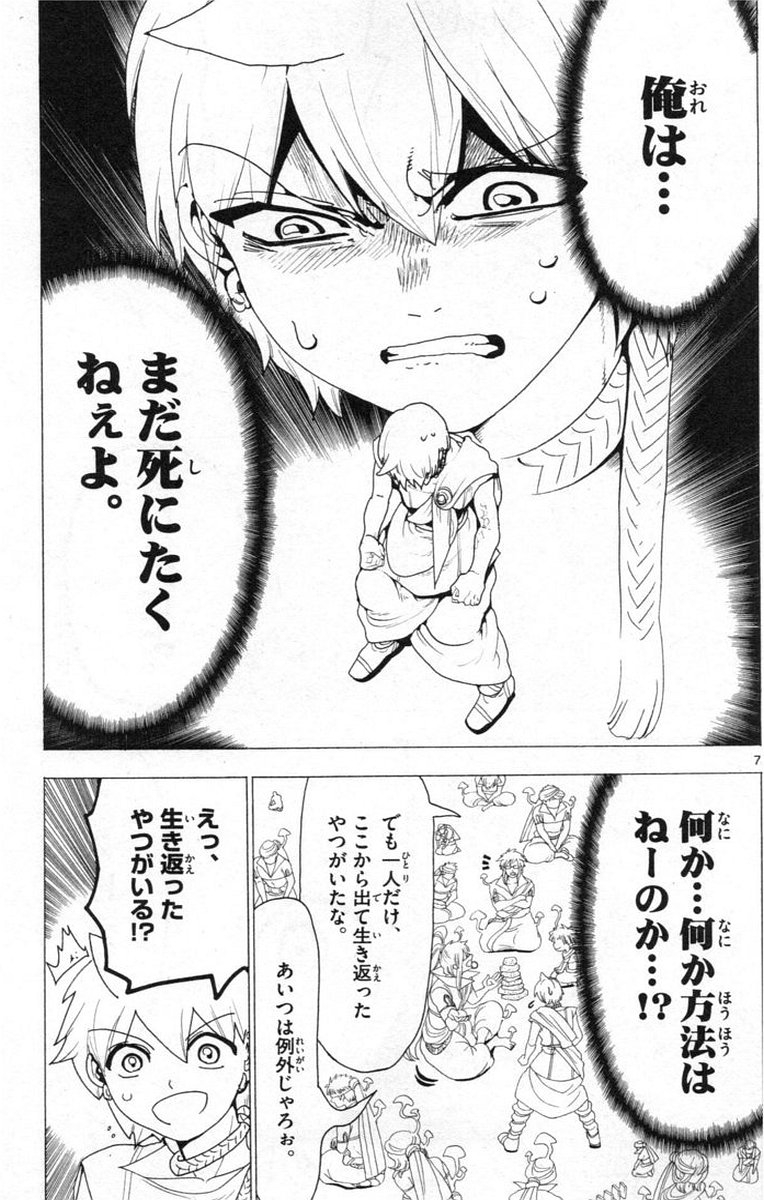 俺は…
まだ死にたく
ねぇよ。
7
何か…何か方法は
ねーのか…!?
でも一人だけ、
ここから出て生き返った
やつがいたな。
あいつは例外じゃろぉ。
えっ、
生き返った
やつがいる!?